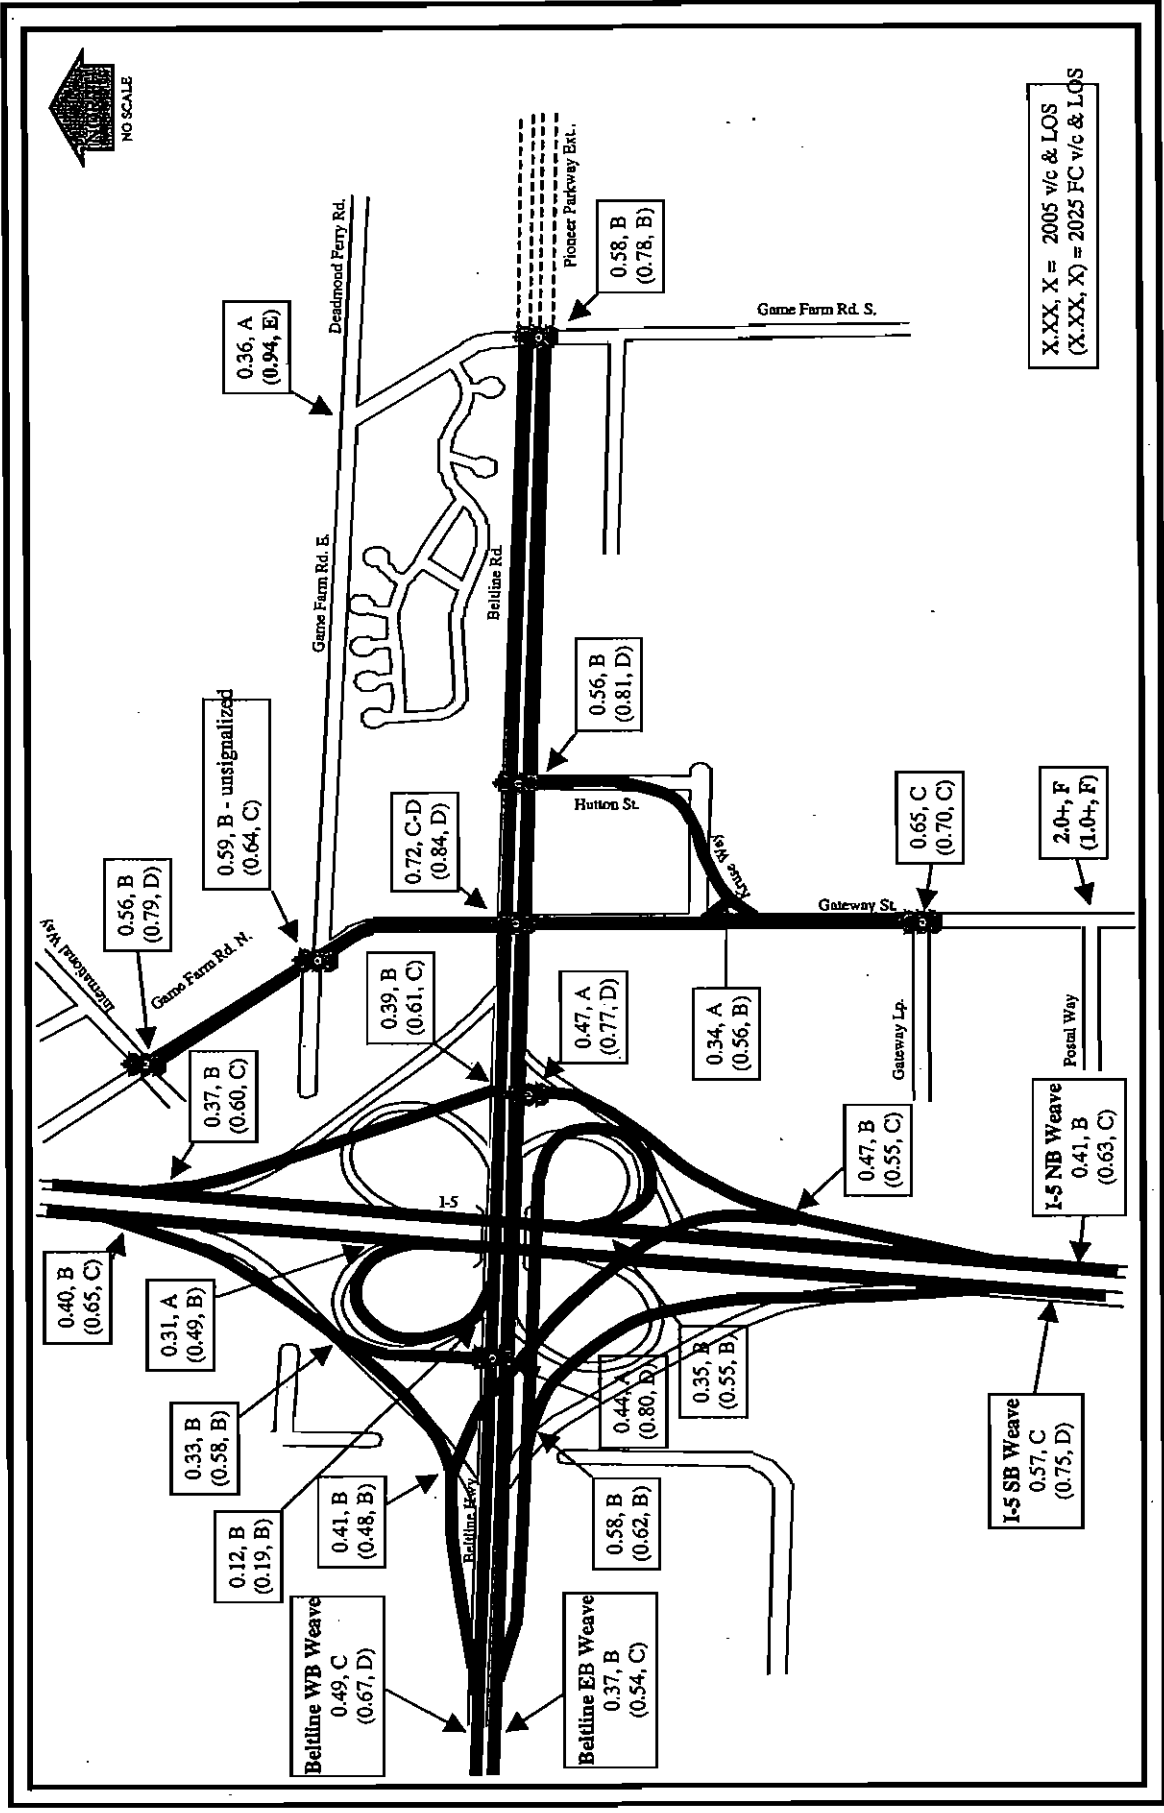 NO SCALE
International Way
Game Farm Rd. N.
0.56, B
(0.79, D)
0.59, B - unsignalized
(0.64, C)
Game Farm Rd. E.
0.36, A
(0.94, E)
Deadmond Ferry Rd.
0.40, B
(0.65, C)
0.37, B
(0.60, C)
0.31, A
(0.49, B)
0.33, B
(0.58, B)
0.12, B
(0.19, B)
0.41, B
(0.48, B)
I-5
0.39, B
(0.61, C)
0.72, C-D
(0.84, D)
Beltline Rd.
Pioneer Parkway Ext.
Beltline WB Weave
0.49, C
(0.67, D)
Beltline Hwy
Beltline EB Weave
0.37, B
(0.54, C)
0.58, B
(0.62, B)
0.44, A
(0.80, D)
0.35, B
(0.55, B)
0.47, A
(0.77, D)
0.56, B
(0.81, D)
0.58, B
(0.78, B)
Hutton St.
Kruse Way
Game Farm Rd. S.
0.34, A
(0.56, B)
Gateway St.
0.47, B
(0.55, C)
Gateway Lp.
0.65, C
(0.70, C)
I-5 SB Weave
0.57, C
(0.75, D)
I-5 NB Weave
0.41, B
(0.63, C)
Postal Way
2.0+, F
(1.0+, F)
X.XX, X = 2005 v/c & LOS
(X.XX, X) = 2025 FC v/c & LOS